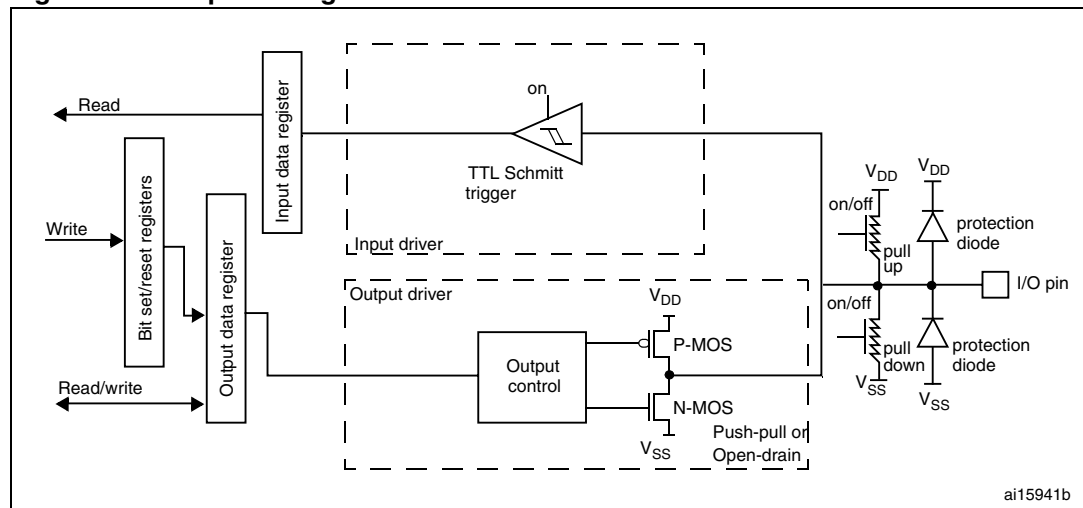 on
Read
Input data register
TTL Schmitt
trigger
Input driver
Write
Bit set/reset registers
Output data register
Read/write
Output driver
VDD
P-MOS
Output
control
N-MOS
VSS
Push-pull or
Open-drain
VDD
on/off
pull
up
VDD
protection
diode
I/O pin
on/off
pull
down
VSS
protection
diode
VSS
ai15941b